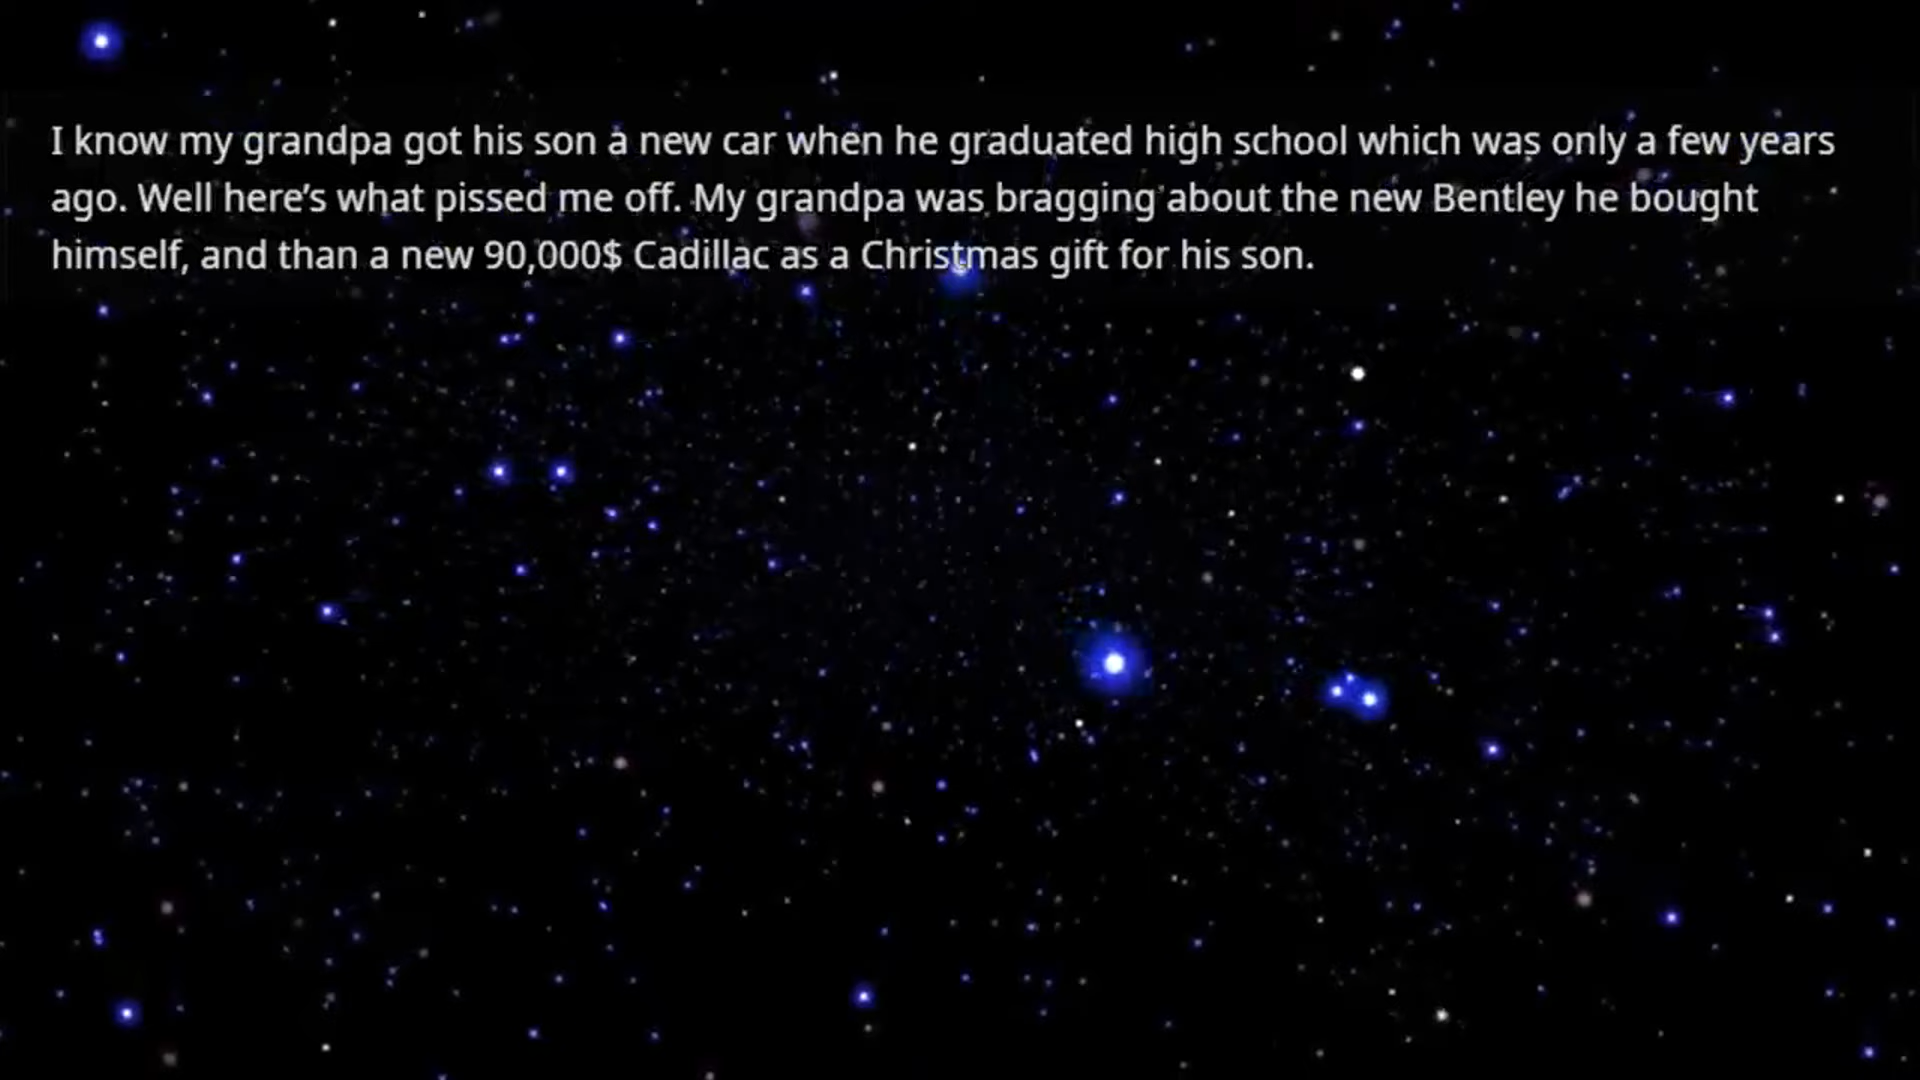 I know my grandpa got his son a new car when he graduated high school which was only a few years
ago. Well here’s what pissed me off. My grandpa was bragging about the new Bentley he bought
himself, and than a new 90,000$ Cadillac as a Christmas gift for his son.